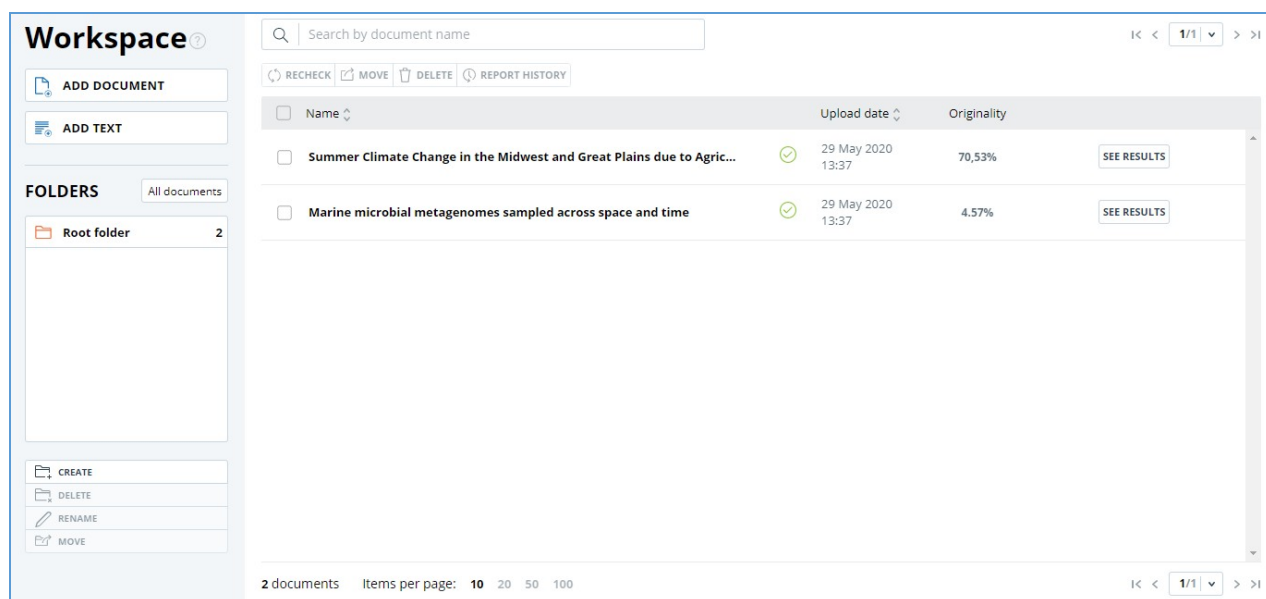 Workspace ?
Search by document name
1/1
ADD DOCUMENT
RECHECK MOVE DELETE REPORT HISTORY
ADD TEXT
Name Upload date Originality
Summer Climate Change in the Midwest and Great Plains due to Agric... 29 May 2020 13:37 70,53% SEE RESULTS
FOLDERS All documents
Marine microbial metagenomes sampled across space and time 29 May 2020 13:37 4.57% SEE RESULTS
Root folder 2
CREATE
DELETE
RENAME
MOVE
2 documents Items per page: 10 20 50 100 1/1